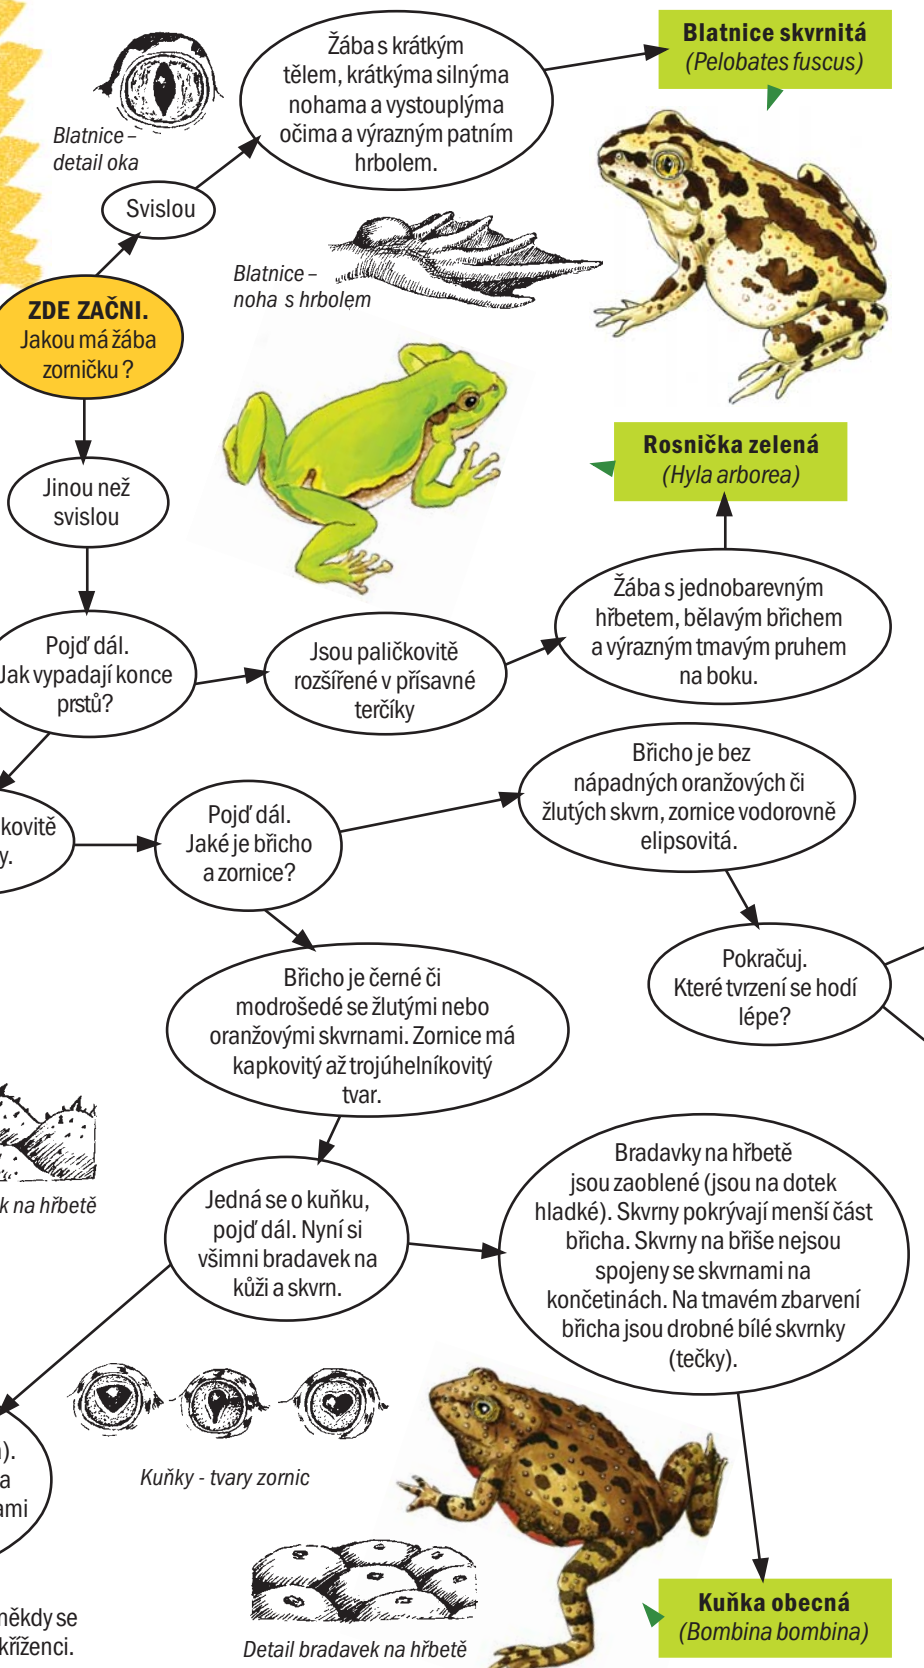 Blatnice skvrnitá
(Pelobates fuscus)
Žába s krátkým
tělem, krátkýma silnýma
nohama a vystouplýma
očima a výrazným patním
hrbolem.
Blatnice –
detail oka
Svislou
Blatnice –
noha s hrbolem
ZDE ZAČNI.
Jakou má žába
zorničku ?
Rosnička zelená
(Hyla arborea)
Jinou než
svislou
Žába s jednobarevným
hřbetem, bělavým břichem
a výrazným tmavým pruhem
na boku.
Pojď dál.
Jak vypadají konce
prstů?
Jsou paličkovitě
rozšířené v přísavné
terčíky
Břicho je bez
nápadných oranžových či
žlutých skvrn, zornice vodorovně
elipsovitá.
kovitě
y.
Pojď dál.
Jaké je břicho
a zornice?
Pokračuj.
Které tvrzení se hodí
lépe?
Břicho je černé či
modrošedé se žlutými nebo
oranžovými skvrnami. Zornice má
kapkovitý až trojúhelníkovitý
tvar.
k na hřbetě
Jedná se o kuňku,
pojď dál. Nyní si
všimni bradavek na
kůži a skvrn.
Bradavky na hřbetě
jsou zaoblené (jsou na dotek
hladké). Skvrny pokrývají menší část
břicha. Skvrny na břiše nejsou
spojeny se skvrnami na
končetinách. Na tmavém zbarvení
břicha jsou drobné bílé skvrnky
(tečky).
).
a
ami
Kuňky - tvary zornic
někdy se
kříženci.
Detail bradavek na hřbetě
Kuňka obecná
(Bombina bombina)